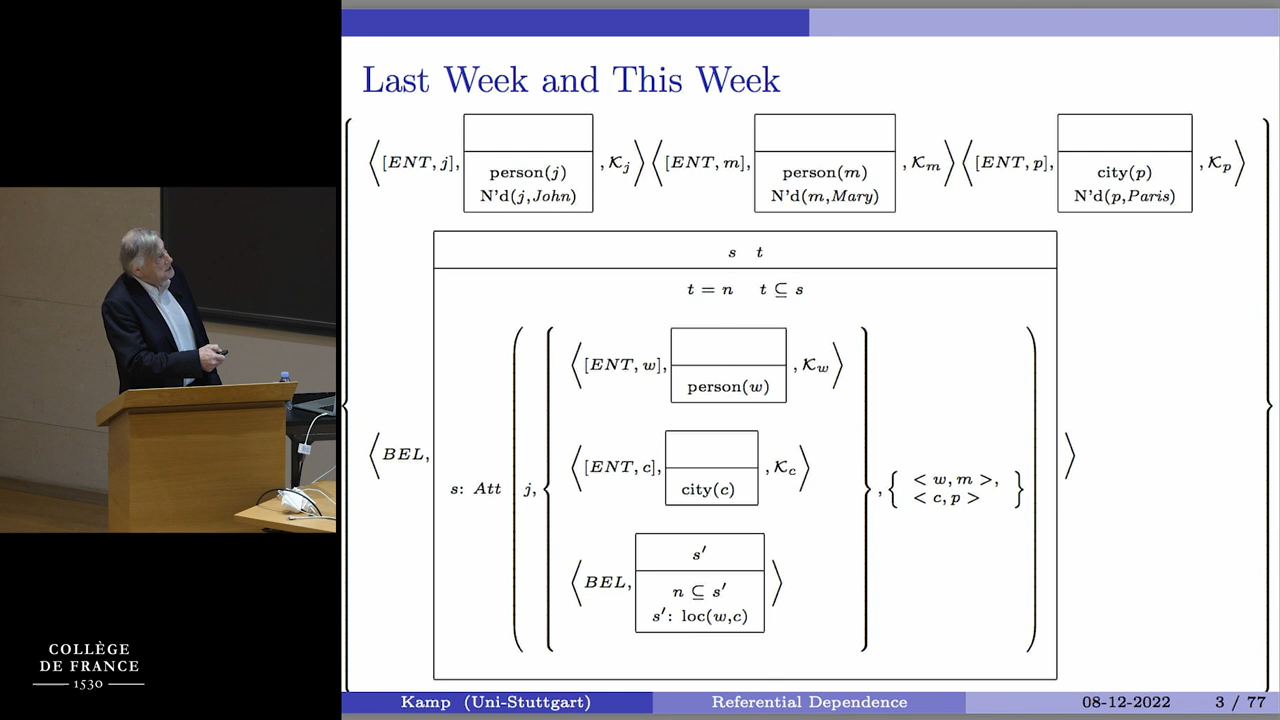 Last Week and This Week
⟨[ENT, j], person(j) N'd(j,John) , 𝒦j⟩ ⟨[ENT, m], person(m) N'd(m,Mary) , 𝒦m⟩ ⟨[ENT, p], city(p) N'd(p,Paris) , 𝒦p⟩
s t
t = n t ⊆ s
⟨[ENT, w], person(w) , 𝒦w⟩
⟨[ENT, c], city(c) , 𝒦c⟩
⟨BEL, s: Att ( j, { } , { < w, m >, < c, p > } ) ⟩
⟨BEL, s′ n ⊆ s′ s′: loc(w,c) ⟩
COLLÈGE
DE FRANCE
1530
Kamp (Uni-Stuttgart) Referential Dependence 08-12-2022 3 / 77